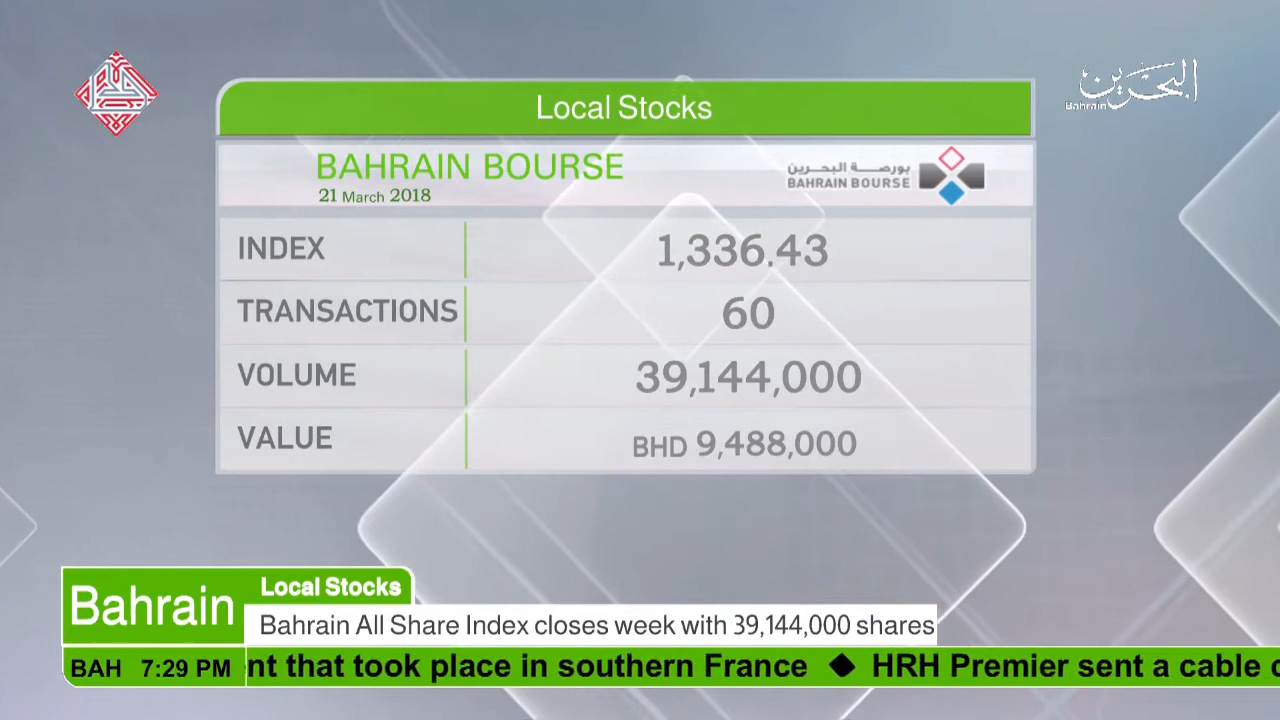 البحرين
Bahrain
Local Stocks
BAHRAIN BOURSE
21 March 2018
بورصة البحرين
BAHRAIN BOURSE
INDEX 1,336.43
TRANSACTIONS 60
VOLUME 39,144,000
VALUE BHD 9,488,000
Bahrain
Local Stocks
Bahrain All Share Index closes week with 39,144,000 shares
BAH 7:29 PM nt that took place in southern France ◆ HRH Premier sent a cable